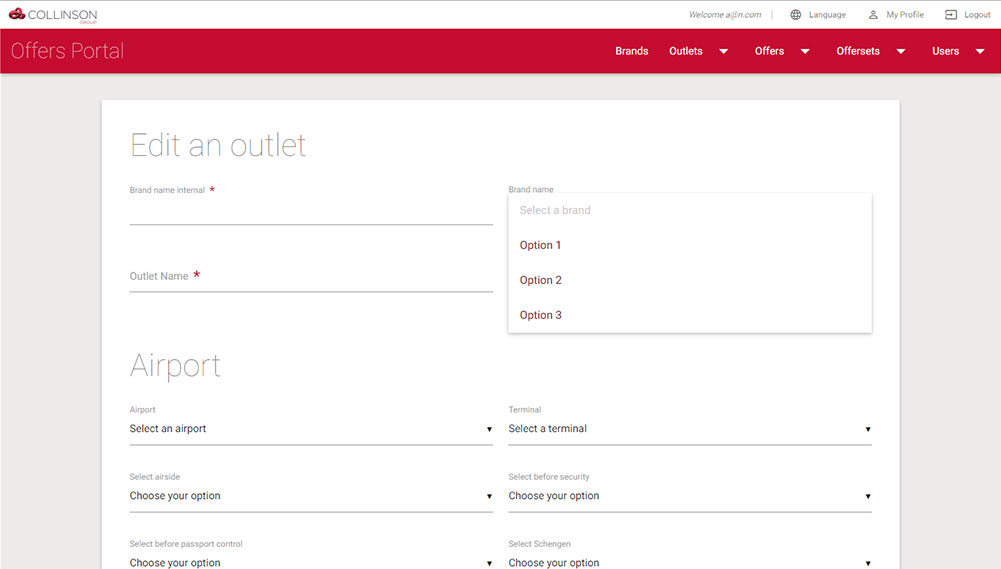 COLLINSON
GROUP
Welcome a@n.com
Language
My Profile
Logout
Offers Portal
Brands
Outlets
Offers
Offersets
Users
Edit an outlet
Brand name internal *
Brand name
Select a brand
Option 1
Option 2
Option 3
Outlet Name *
Airport
Airport
Select an airport
Terminal
Select a terminal
Select airside
Choose your option
Select before security
Choose your option
Select before passport control
Choose your option
Select Schengen
Choose your option